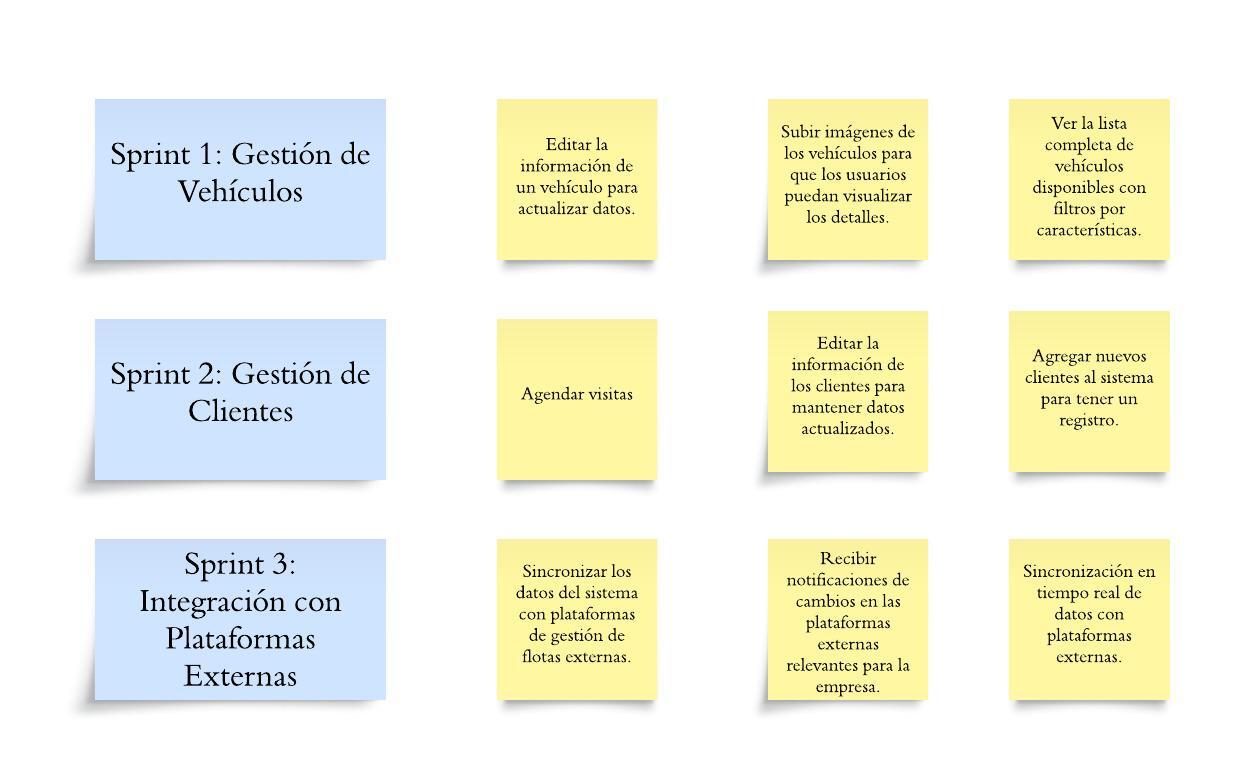 Sprint 1: Gestión de
Vehículos
Editar la
información de
un vehículo para
actualizar datos.
Subir imágenes de
los vehículos para
que los usuarios
puedan visualizar
los detalles.
Ver la lista
completa de
vehículos
disponibles con
filtros por
características.
Sprint 2: Gestión de
Clientes
Agendar visitas
Editar la
información de
los clientes para
mantener datos
actualizados.
Agregar nuevos
clientes al sistema
para tener un
registro.
Sprint 3:
Integración con
Plataformas
Externas
Sincronizar los
datos del sistema
con plataformas
de gestión de
flotas externas.
Recibir
notificaciones de
cambios en las
plataformas
externas
relevantes para la
empresa.
Sincronización en
tiempo real de
datos con
plataformas
externas.